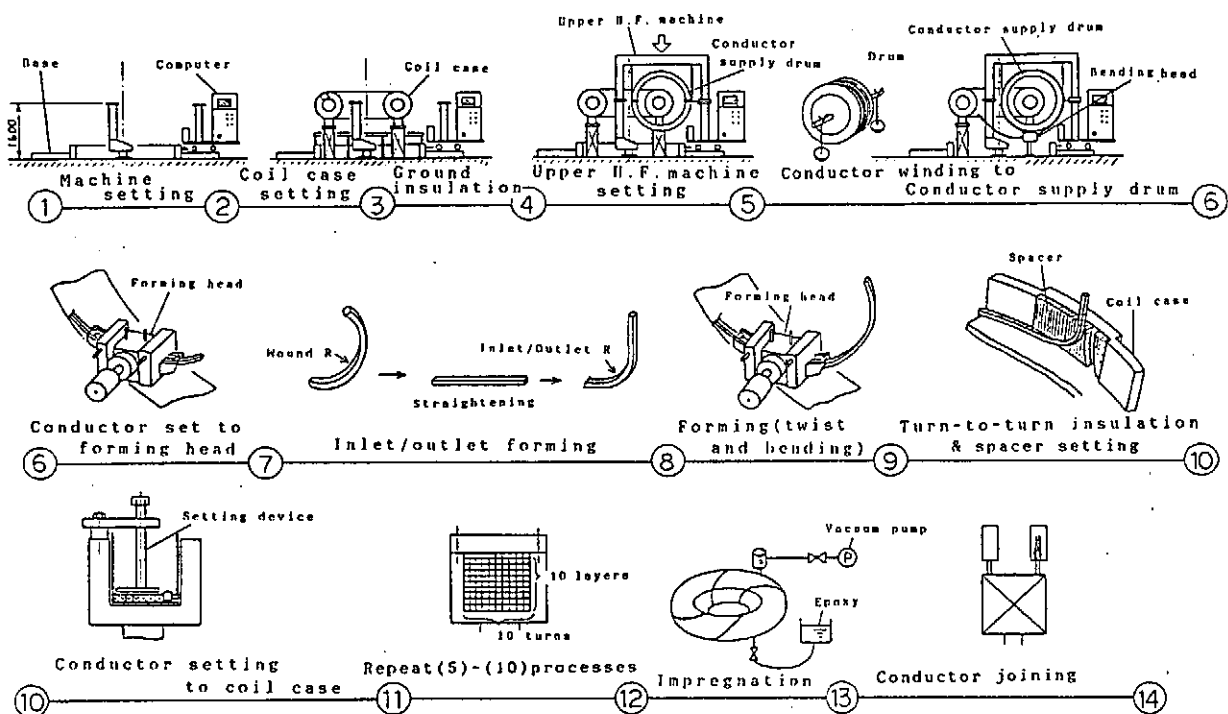 Upper W.F. machine
Conductor supply drum
Base
Computer
Coil case
Conductor
supply drum
Drum
Bending head
1600
Machine
setting
Coil case
setting
Ground
insulation
Upper W.F. machine
setting
Conductor winding to
Conductor supply drum
① ② ③ ④ ⑤ ⑥
Forming head
Wound R
Straightening
Inlet/Outlet R
Forming head
Spacer
Coil case
Conductor set to
forming head
Inlet/outlet forming
Forming(twist
and bending)
Turn-to-turn insulation
& spacer setting
⑥ ⑦ ⑧ ⑨ ⑩
Setting device
10 layers
10 turns
Vacuum pump
P
Epoxy
Conductor setting
to coil case
Repeat(5)-(10)processes
Impregnation
Conductor joining
⑩ ⑪ ⑫ ⑬ ⑭